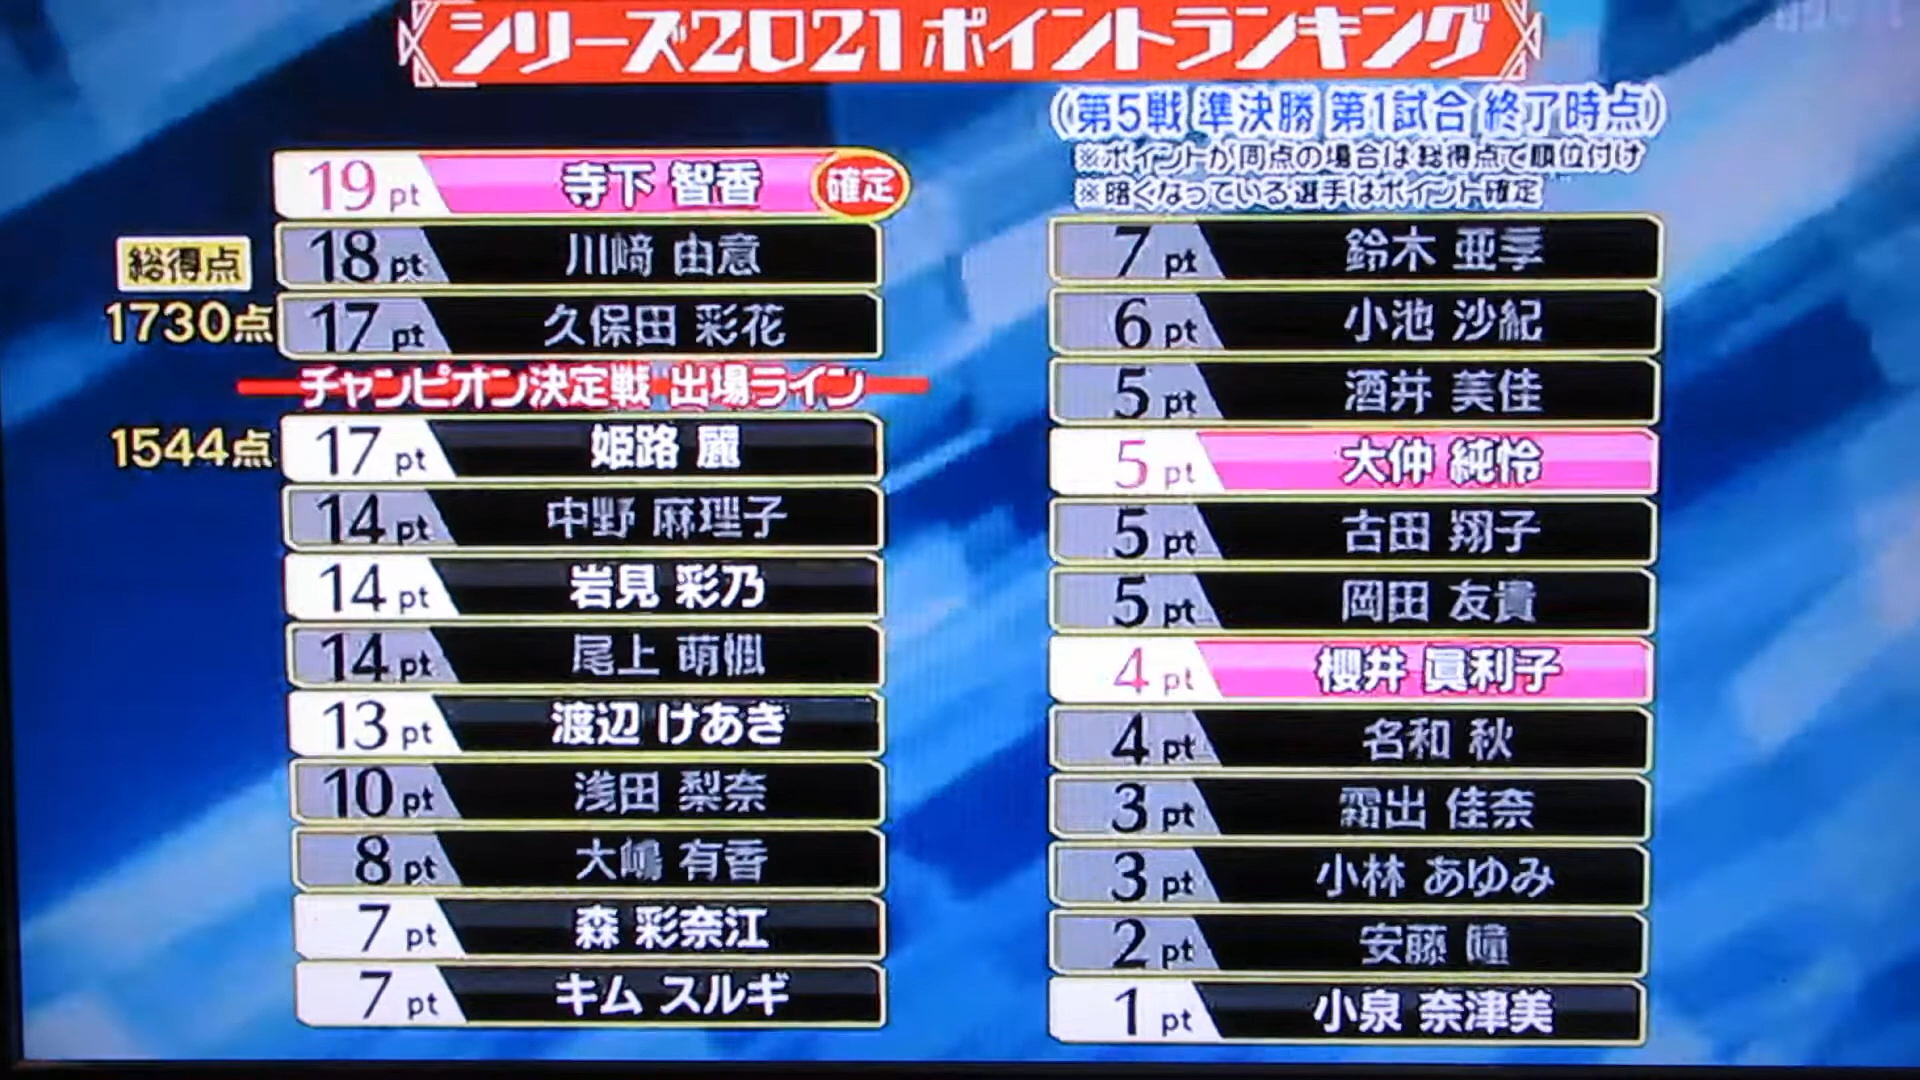 シリーズ2021ポイントランキング
(第5戦 準決勝 第1試合 終了時点)
※ポイントが同点の場合は総得点で順位付け
※暗くなっている選手はポイント確定
19pt 寺下 智香 確定
総得点
18pt 川﨑 由意
1730点 17pt 久保田 彩花
チャンピオン決定戦 出場ライン
1544点 17pt 姫路 麗
14pt 中野 麻理子
14pt 岩見 彩乃
14pt 尾上 萌楓
13pt 渡辺 けあき
10pt 浅田 梨奈
8pt 大嶋 有香
7pt 森 彩奈江
7pt キム スルギ
7pt 鈴木 亜季
6pt 小池 沙紀
5pt 酒井 美佳
5pt 大仲 純怜
5pt 古田 翔子
5pt 岡田 友貴
4pt 櫻井 眞利子
4pt 名和 秋
3pt 霜出 佳奈
3pt 小林 あゆみ
2pt 安藤 瞳
1pt 小泉 奈津美